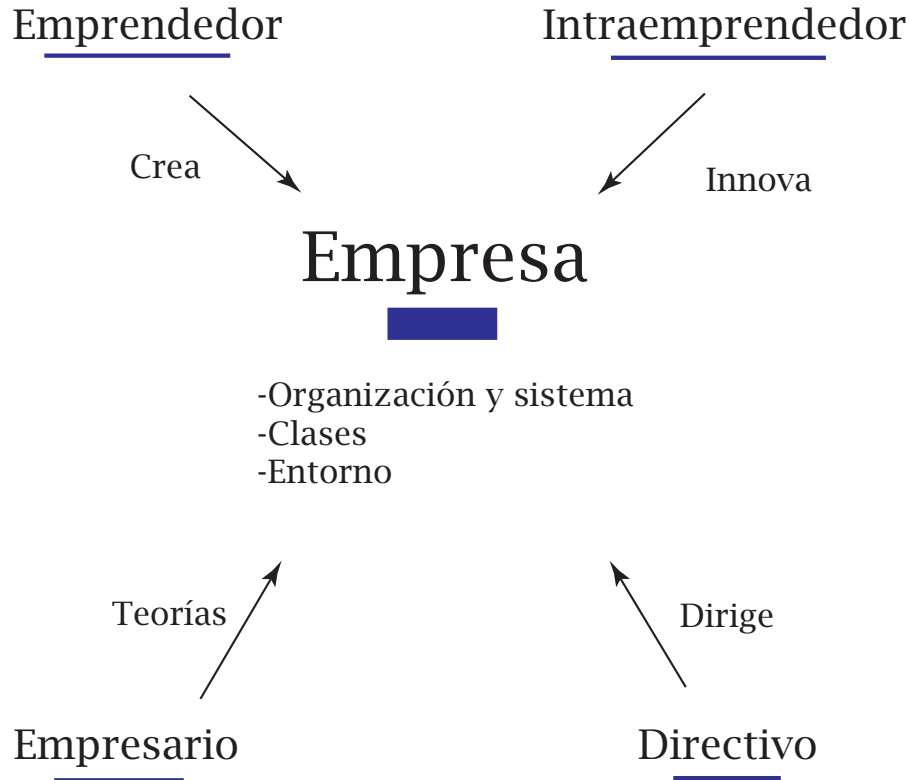 Emprendedor
Intraemprendedor
Crea
Innova
Empresa
-Organización y sistema
-Clases
-Entorno
Teorías
Dirige
Empresario
Directivo